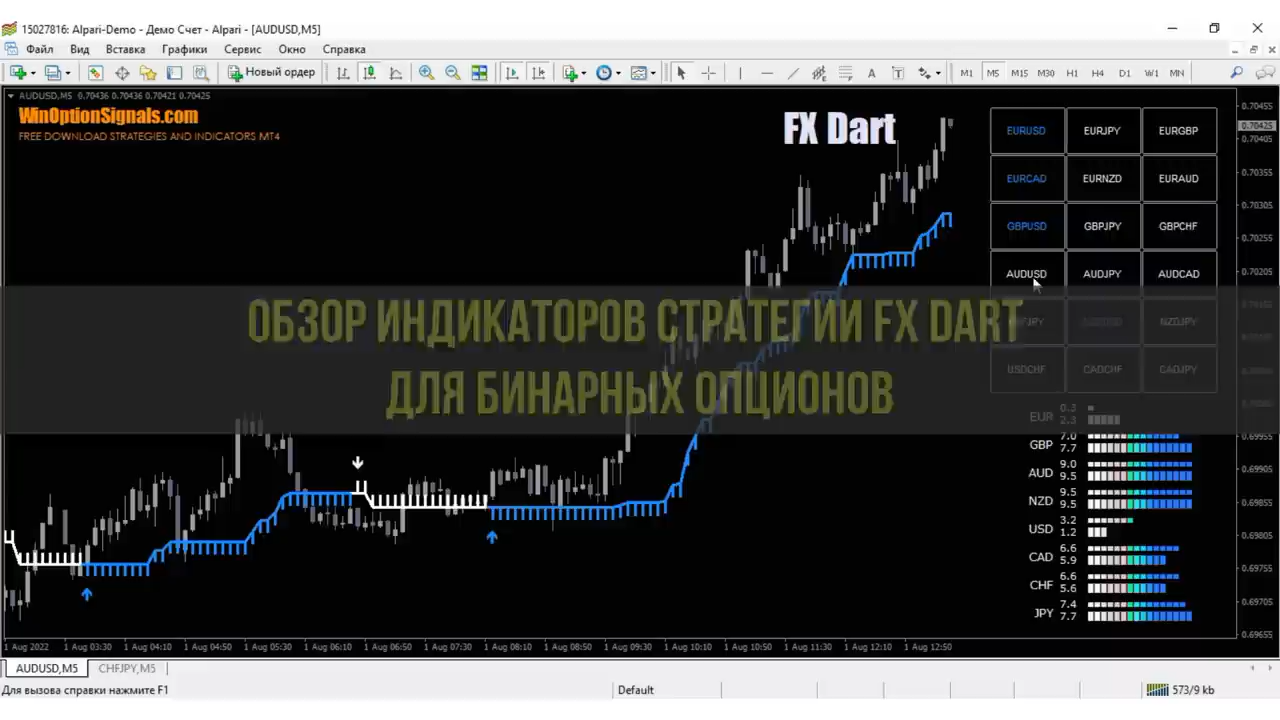 15027816: Alpari-Demo - Демо Счет - Alpari - [AUDUSD,M5]
Файл Вид Вставка Графики Сервис Окно Справка
Новый ордер A T M1 M5 M15 M30 H1 H4 D1 W1 MN
AUDUSD,M5 0.70436 0.70436 0.70421 0.70425
WinOptionSignals.com
FREE DOWNLOAD STRATEGIES AND INDICATORS MT4
FX Dart
EURUSD EURJPY EURGBP
EURCAD EURNZD EURAUD
GBPUSD GBPJPY GBPCHF
AUDUSD AUDJPY AUDCAD
NZDJPY
USDCHF CADCHF CADJPY
ОБЗОР ИНДИКАТОРОВ СТРАТЕГИИ FX DART
ДЛЯ БИНАРНЫХ ОПЦИОНОВ
EUR 0.3 2.3
GBP 7.0 7.7
AUD 9.0 9.5
NZD 9.5 9.5
USD 3.2 1.2
CAD 6.6 5.9
CHF 6.6 5.6
JPY 7.4 7.7
0.70455
0.70425
0.70405
0.70355
0.70305
0.70255
0.70205
0.69955
0.69905
0.69855
0.69805
0.69755
0.69705
0.69655
1 Aug 2022 1 Aug 03:30 1 Aug 04:10 1 Aug 04:50 1 Aug 05:30 1 Aug 06:10 1 Aug 06:50 1 Aug 07:30 1 Aug 08:10 1 Aug 08:50 1 Aug 09:30 1 Aug 10:10 1 Aug 10:50 1 Aug 11:30 1 Aug 12:10 1 Aug 12:50
AUDUSD,M5 CHFJPY,M5
Для вызова справки нажмите F1 Default 573/9 kb